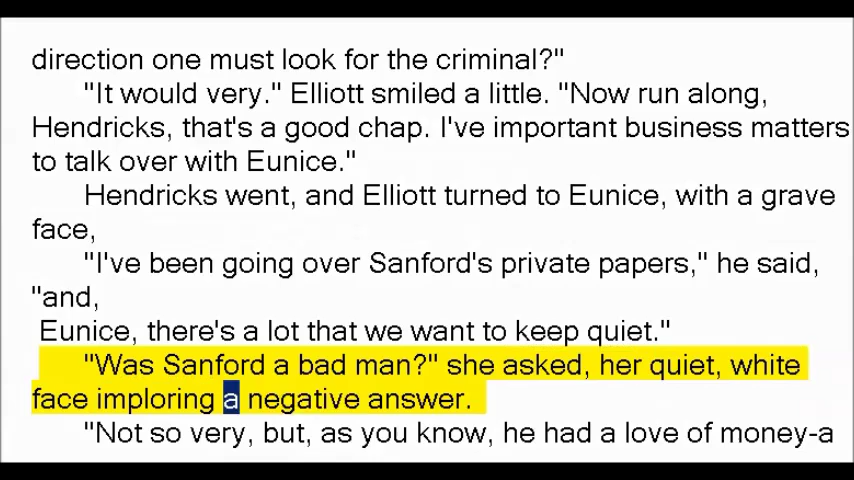 direction one must look for the criminal?"
"It would very." Elliott smiled a little. "Now run along,
Hendricks, that's a good chap. I've important business matters
to talk over with Eunice."
Hendricks went, and Elliott turned to Eunice, with a grave
face,
"I've been going over Sanford's private papers," he said,
"and,
Eunice, there's a lot that we want to keep quiet."
"Was Sanford a bad man?" she asked, her quiet, white
face imploring a negative answer.
"Not so very, but, as you know, he had a love of money-a